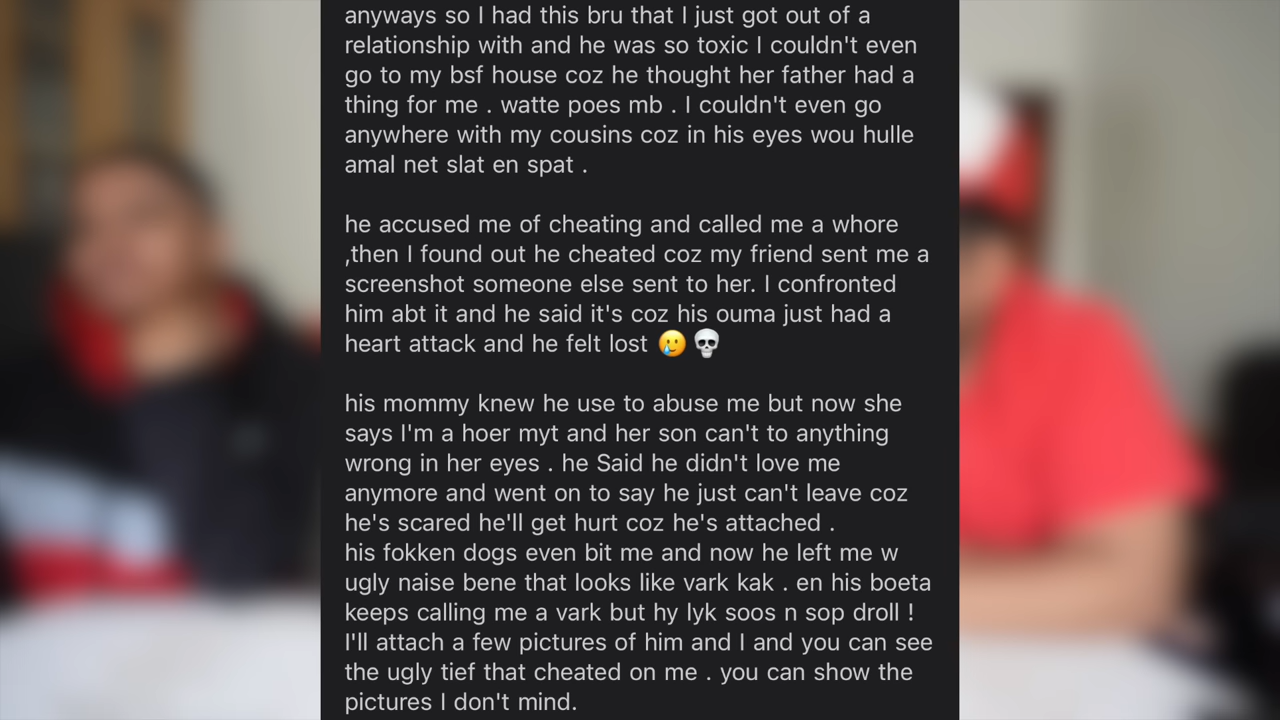 anyways so I had this bru that I just got out of a
relationship with and he was so toxic I couldn't even
go to my bsf house coz he thought her father had a
thing for me . watte poes mb . I couldn't even go
anywhere with my cousins coz in his eyes wou hulle
amal net slat en spat .
he accused me of cheating and called me a whore
,then I found out he cheated coz my friend sent me a
screenshot someone else sent to her. I confronted
him abt it and he said it's coz his ouma just had a
heart attack and he felt lost 🥲💀
his mommy knew he use to abuse me but now she
says I'm a hoer myt and her son can't to anything
wrong in her eyes . he Said he didn't love me
anymore and went on to say he just can't leave coz
he's scared he'll get hurt coz he's attached .
his fokken dogs even bit me and now he left me w
ugly naise bene that looks like vark kak . en his boeta
keeps calling me a vark but hy lyk soos n sop droll !
I'll attach a few pictures of him and I and you can see
the ugly tief that cheated on me . you can show the
pictures I don't mind.